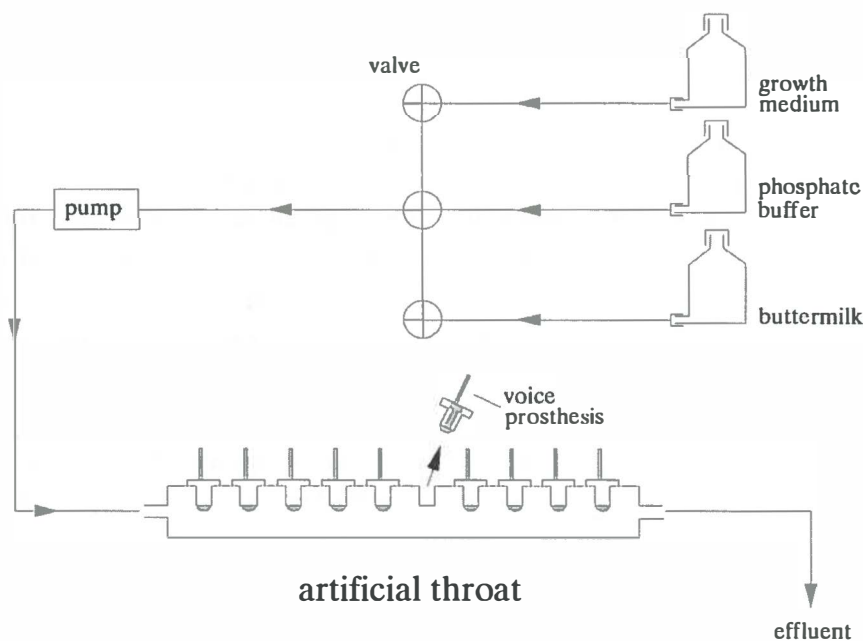 valve
growth
medium
phosphate
buffer
pump
buttermilk
voice
prosthesis
artificial throat
effluent